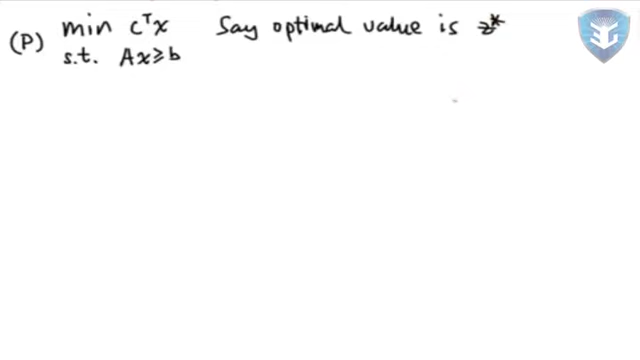 (P) min cᵀx Say optimal value is z*
s.t. Ax ≥ b